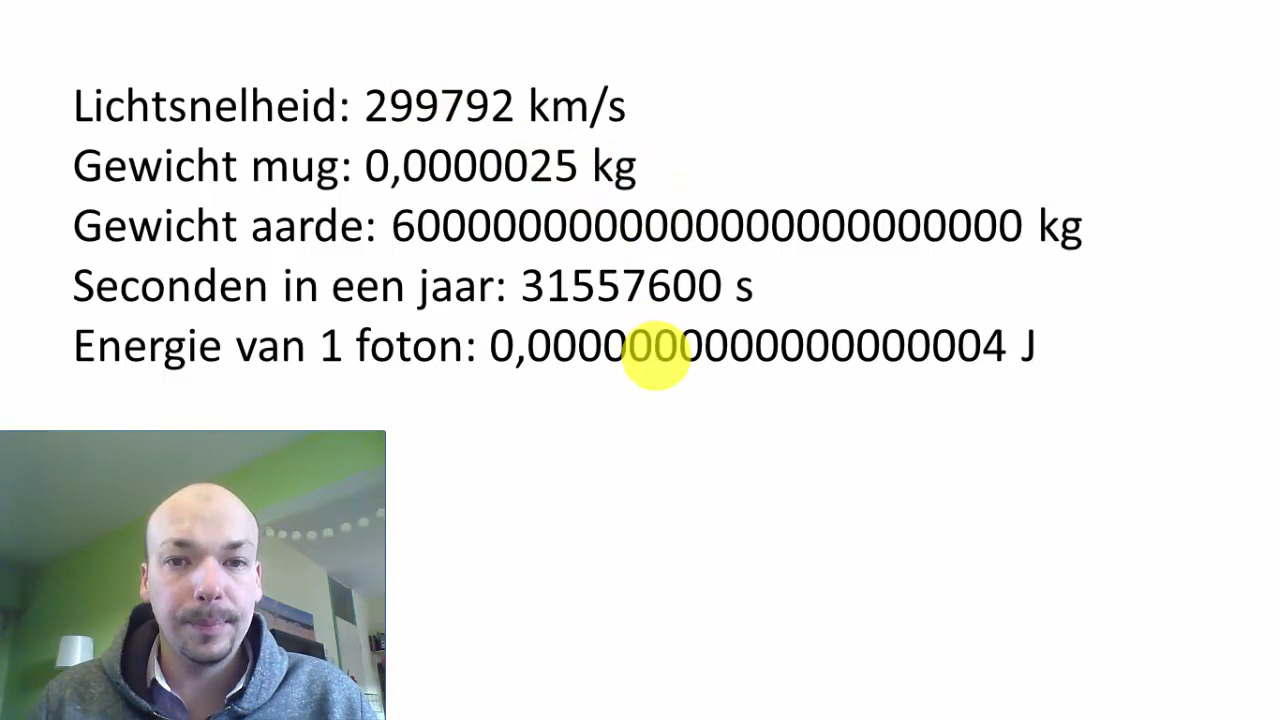 Lichtsnelheid: 299792 km/s
Gewicht mug: 0,0000025 kg
Gewicht aarde: 6000000000000000000000000 kg
Seconden in een jaar: 31557600 s
Energie van 1 foton: 0,0000000000000000004 J